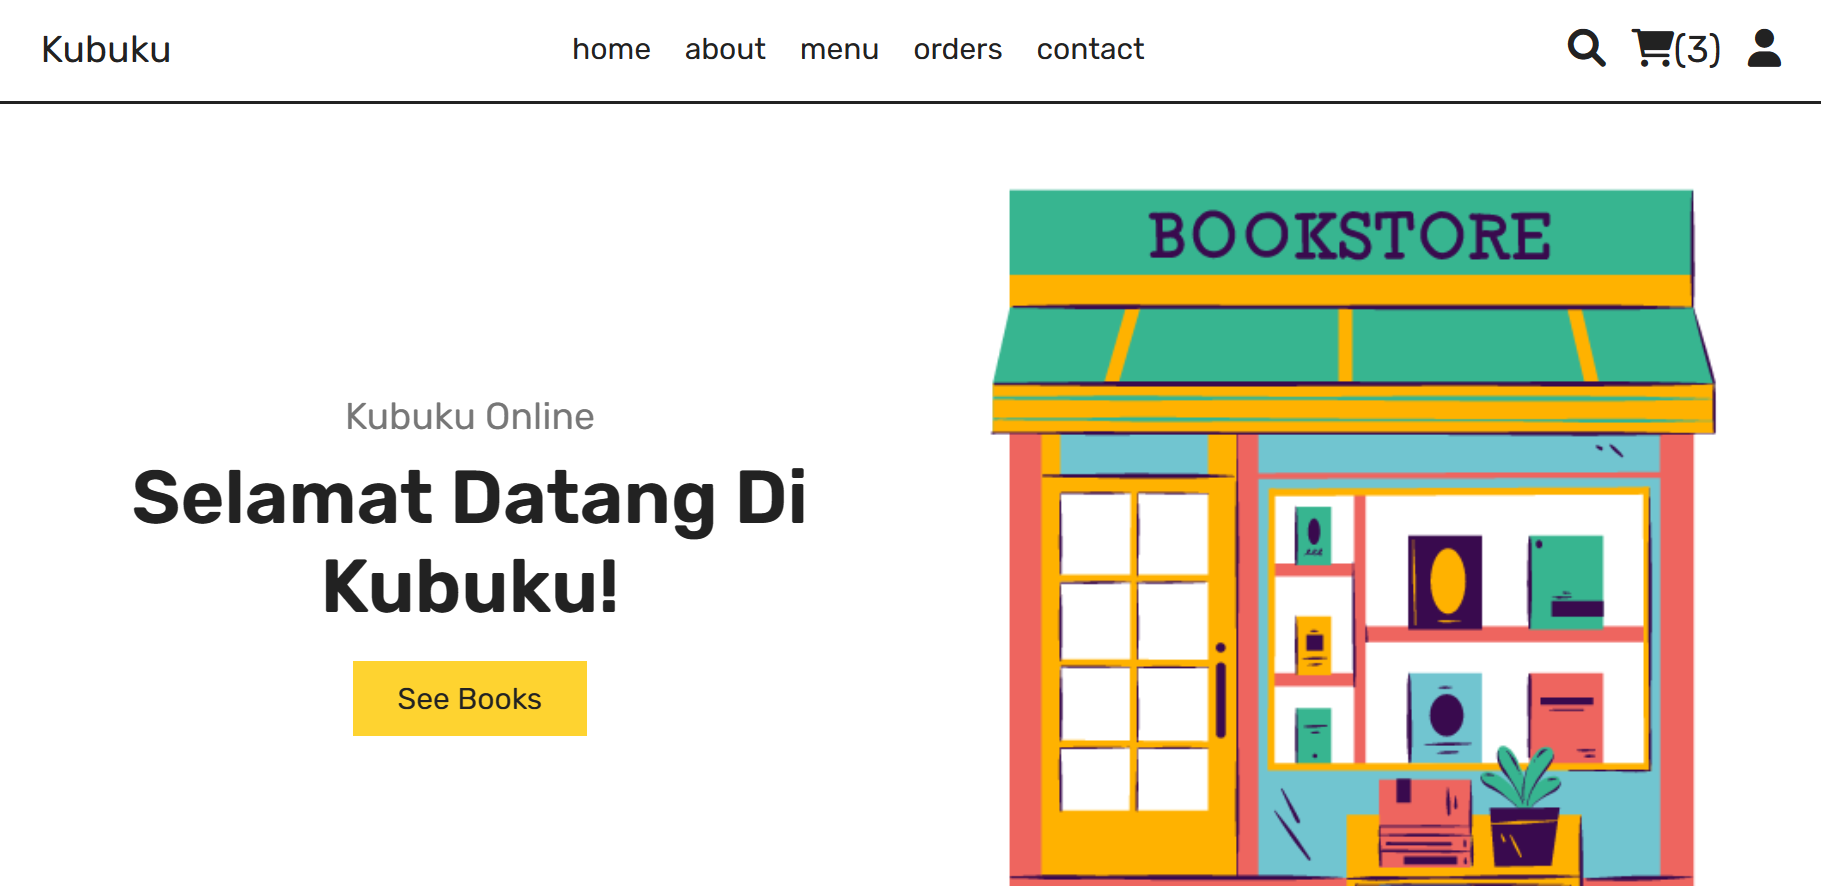 Kubuku
home about menu orders contact
(3)
BOOKSTORE
Kubuku Online
Selamat Datang Di
Kubuku!
See Books